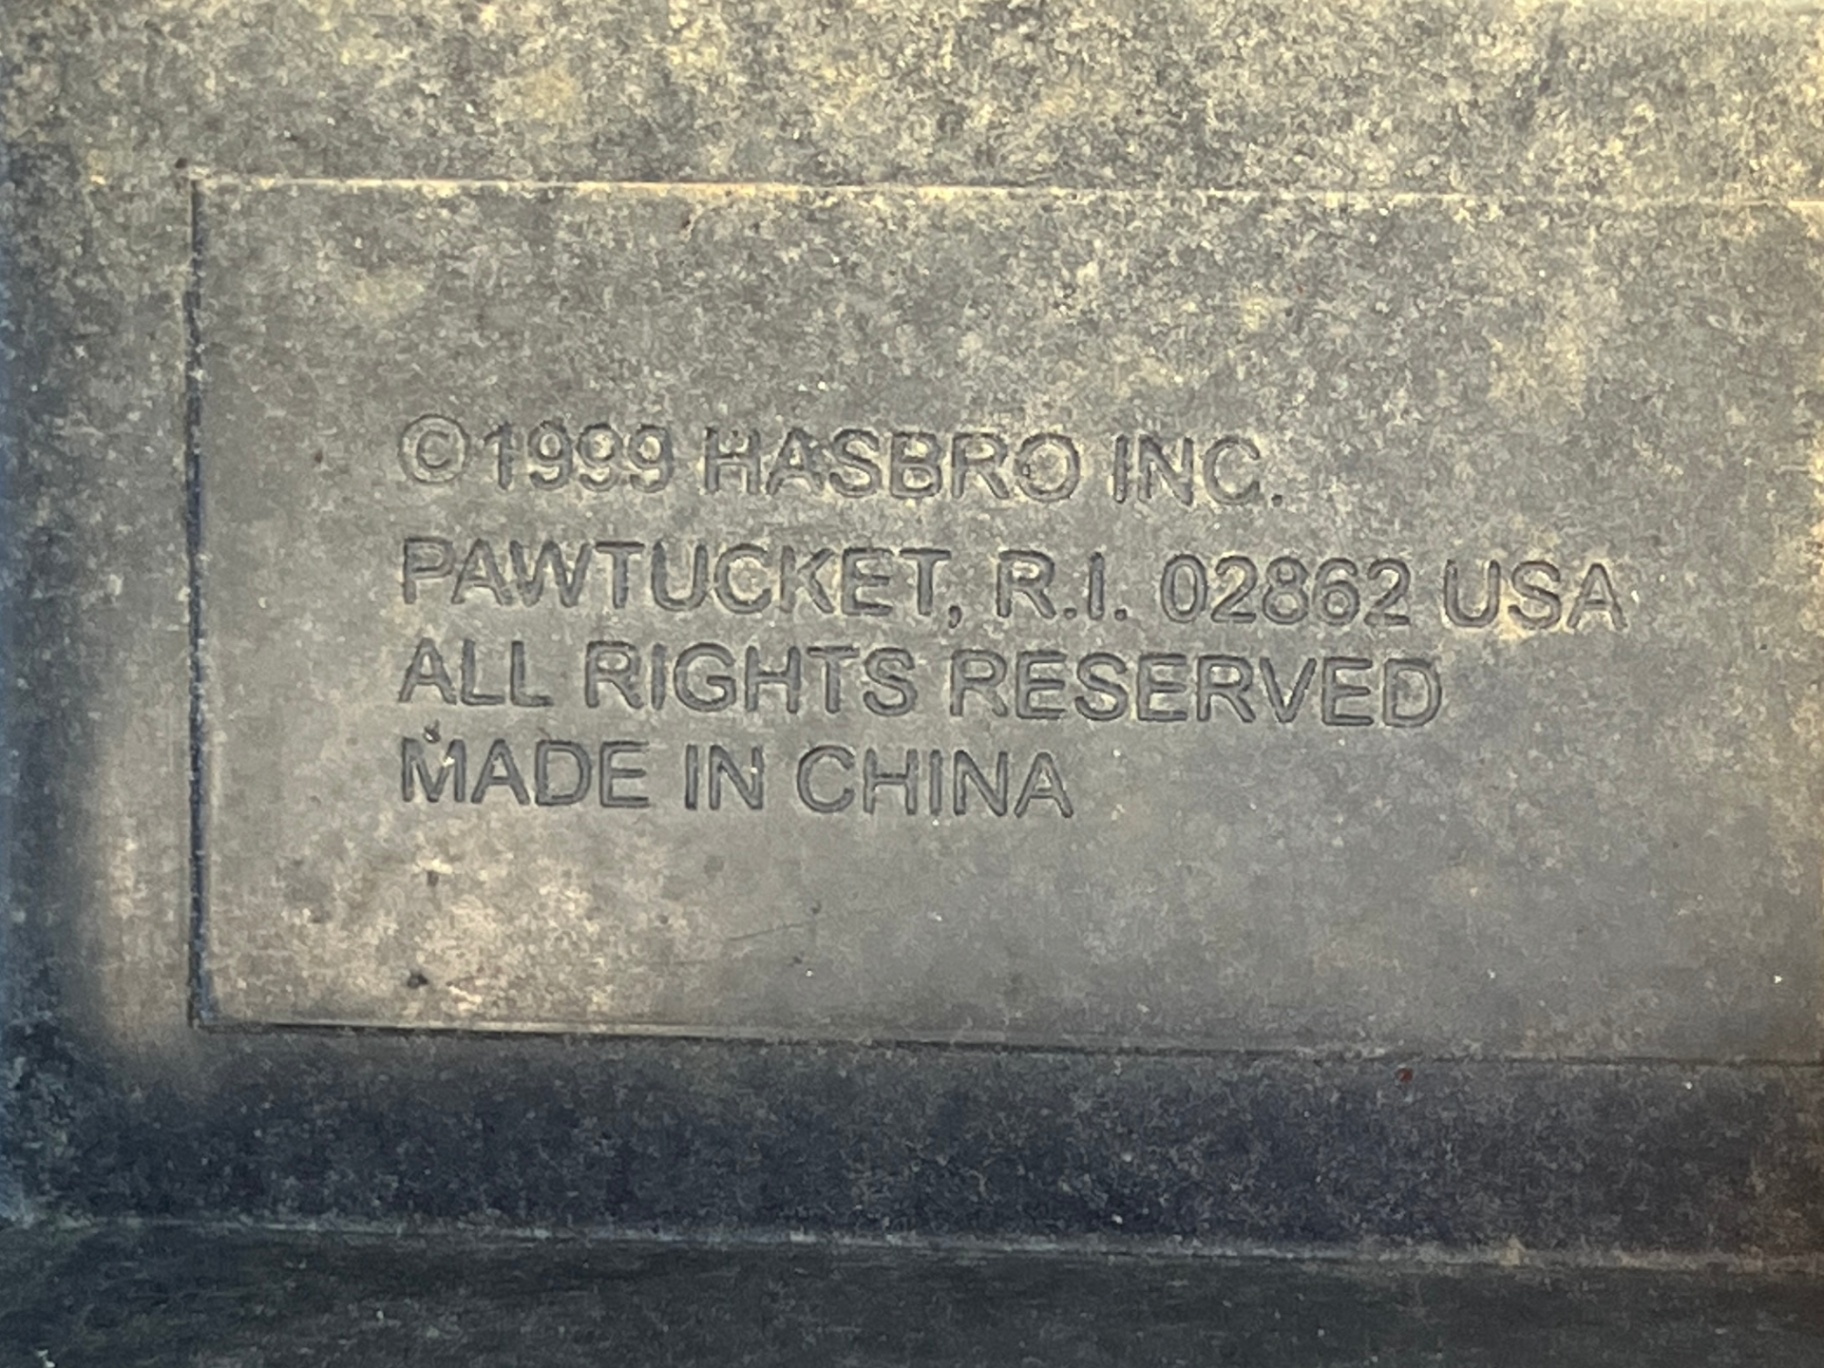 ©1999 HASBRO INC.
PAWTUCKET, R.I. 02862 USA
ALL RIGHTS RESERVED
MADE IN CHINA